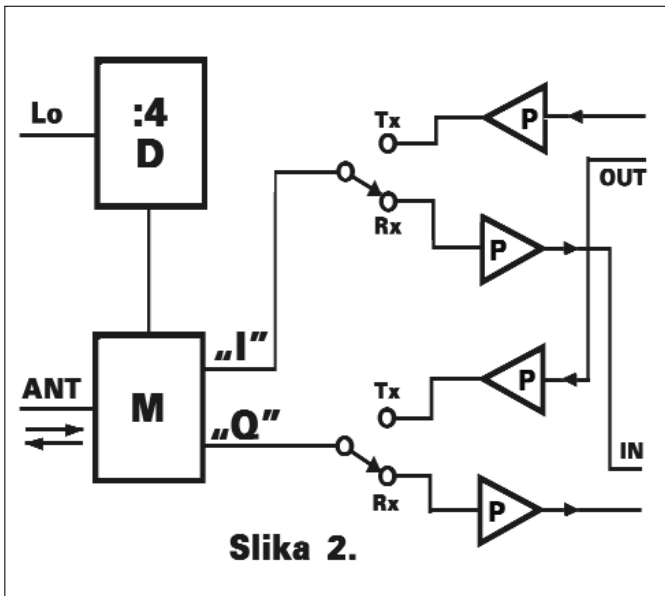 :4
D
Lo
Tx
P
OUT
Rx
P
„I”
ANT
M
Tx
P
„Q”
IN
Rx
P
Slika 2.